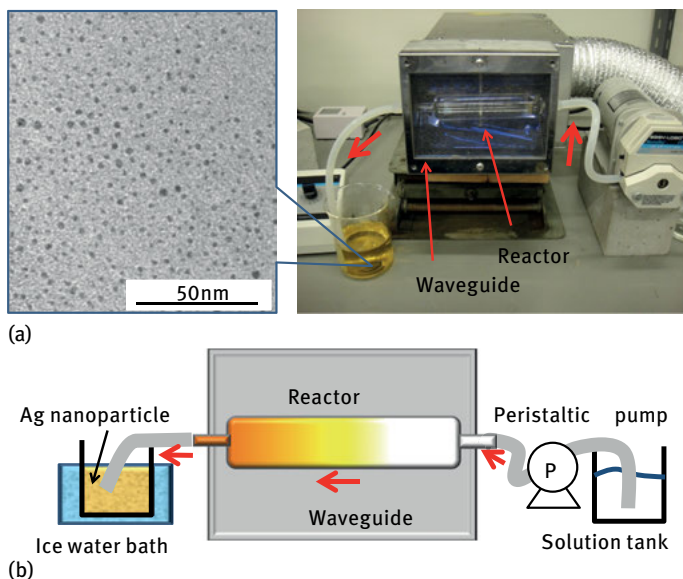 50nm
Reactor
Waveguide
(a)
Reactor
Ag nanoparticle
Peristaltic pump
P
Waveguide
Ice water bath
Solution tank
(b)